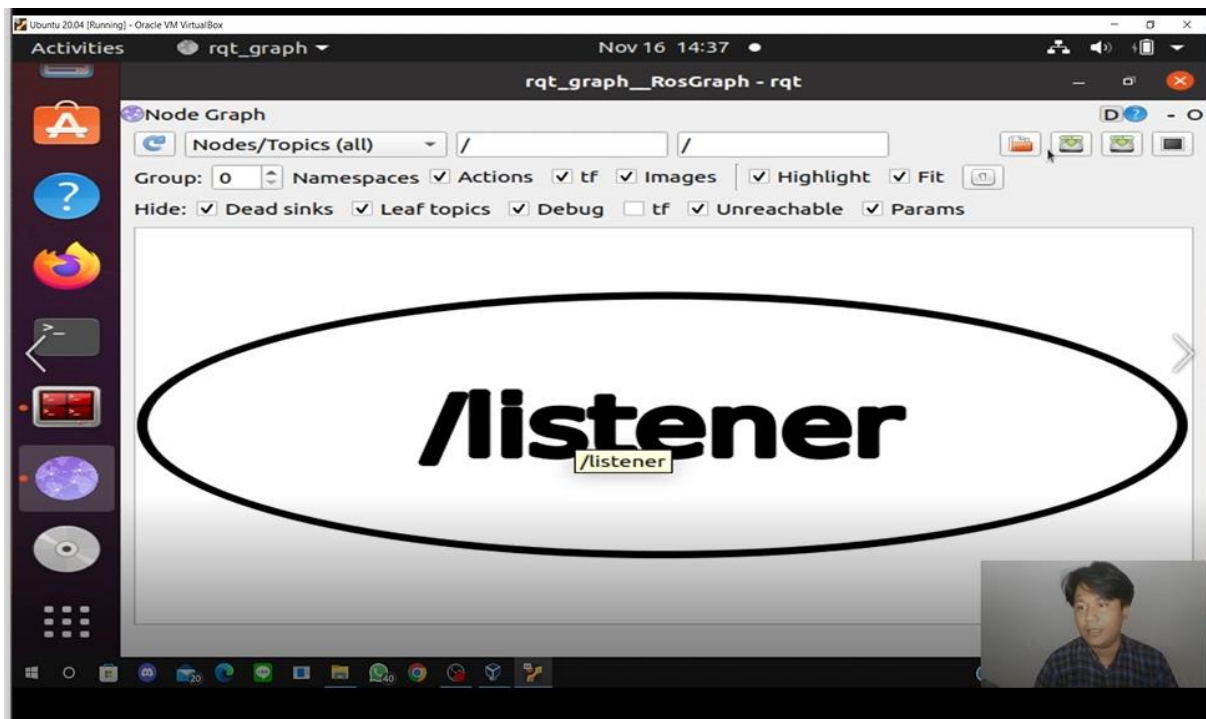 Ubuntu 20.04 [Running] - Oracle VM VirtualBox
Activities rqt_graph Nov 16 14:37
rqt_graph__RosGraph - rqt
Node Graph D ? - O
Nodes/Topics (all) / /
Group: 0 Namespaces Actions tf Images Highlight Fit
Hide: Dead sinks Leaf topics Debug tf Unreachable Params
/listener
/listener
20 40